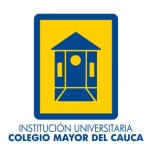 INSTITUCIÓN UNIVERSITARIA
COLEGIO MAYOR DEL CAUCA